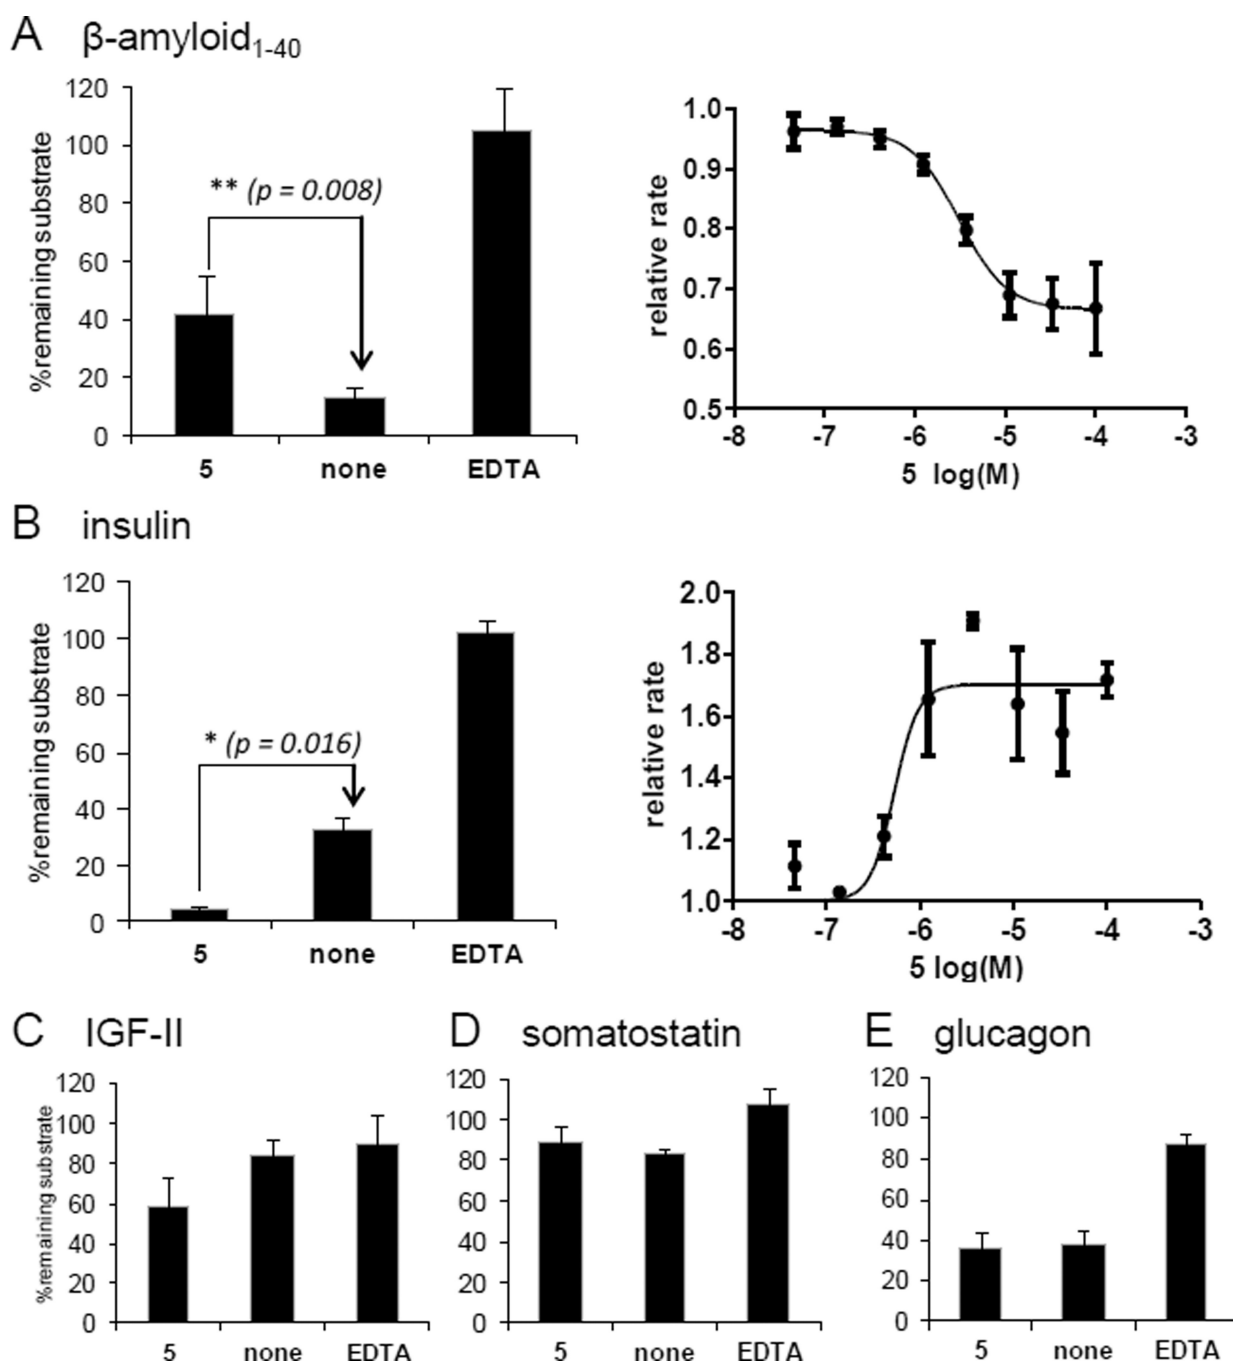 A β-amyloid₁₋₄₀
120
100
80
60
40
20
0
%remaining substrate
** (p = 0.008)
5 none EDTA
1.0
0.9
0.8
0.7
0.6
0.5
relative rate
-8 -7 -6 -5 -4 -3
5 log(M)
B insulin
120
100
80
60
40
20
0
%remaining substrate
* (p = 0.016)
5 none EDTA
2.0
1.8
1.6
1.4
1.2
1.0
relative rate
-8 -7 -6 -5 -4 -3
5 log(M)
C IGF-II
120
100
80
60
40
20
0
%remaining substrate
5 none EDTA
D somatostatin
120
100
80
60
40
20
0
5 none EDTA
E glucagon
120
100
80
60
40
20
0
5 none EDTA